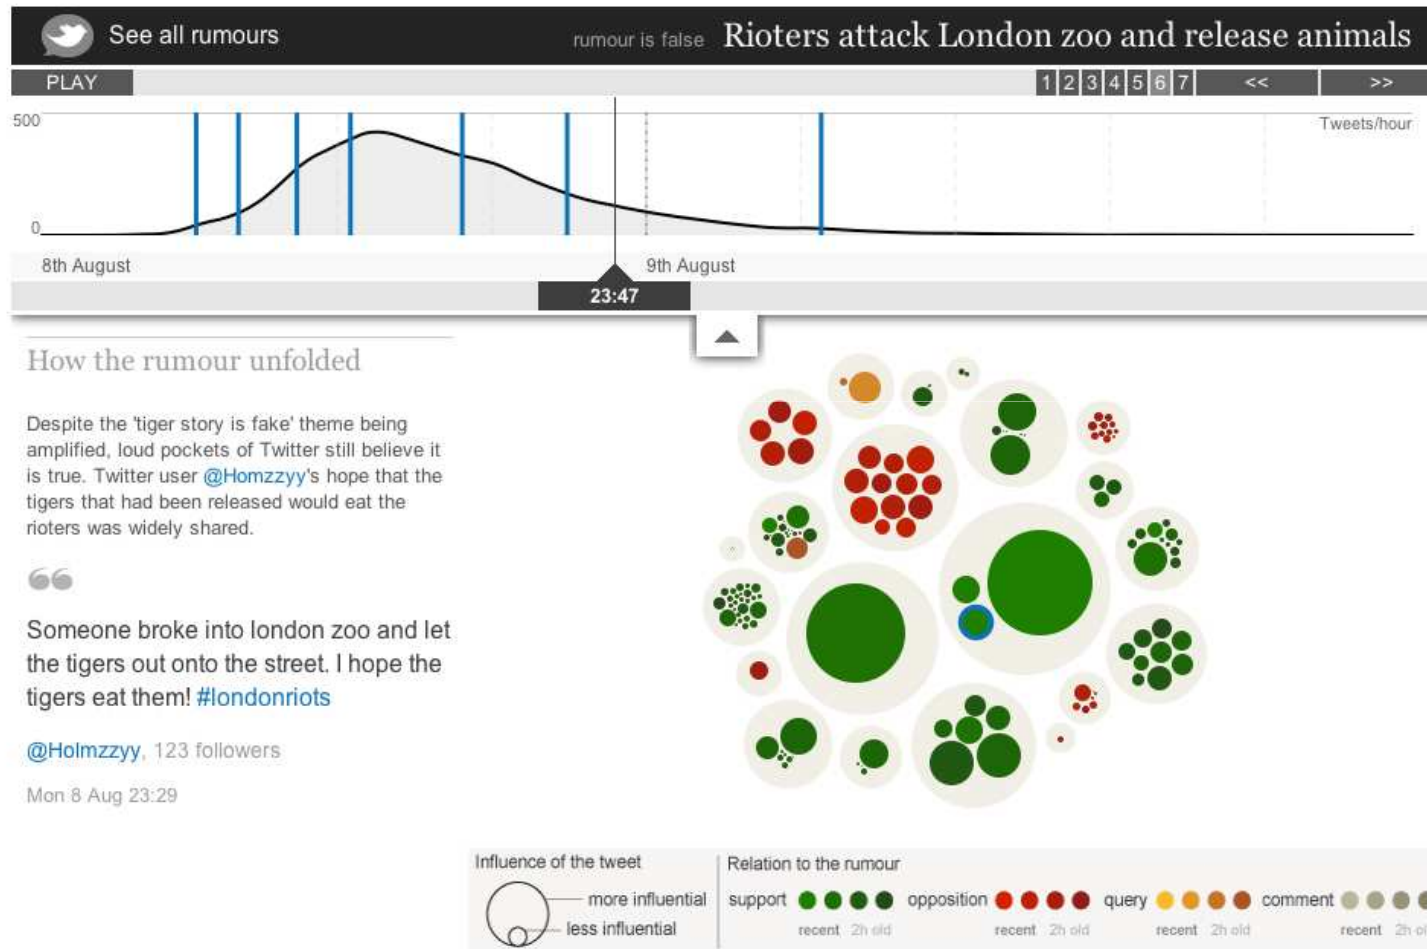 See all rumours
rumour is false Rioters attack London zoo and release animals
PLAY
1 2 3 4 5 6 7 << >>
500
Tweets/hour
0
8th August
9th August
23:47
How the rumour unfolded
Despite the 'tiger story is fake' theme being
amplified, loud pockets of Twitter still believe it
is true. Twitter user @Homzzyy's hope that the
tigers that had been released would eat the
rioters was widely shared.
Someone broke into london zoo and let
the tigers out onto the street. I hope the
tigers eat them! #londonriots
@Holmzzyy, 123 followers
Mon 8 Aug 23:29
Influence of the tweet
more influential
less influential
Relation to the rumour
support opposition query comment
recent 2h old recent 2h old recent 2h old recent 2h o